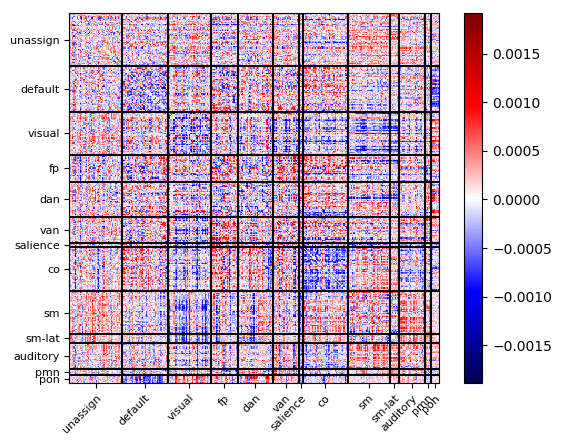 unassign
default
visual
fp
dan
van
salience
co
sm
sm-lat
auditory
pmn
pon
unassign
default
visual
fp
dan
van
salience
co
sm
sm-lat
auditory
pmn
pon
0.0015
0.0010
0.0005
0.0000
−0.0005
−0.0010
−0.0015